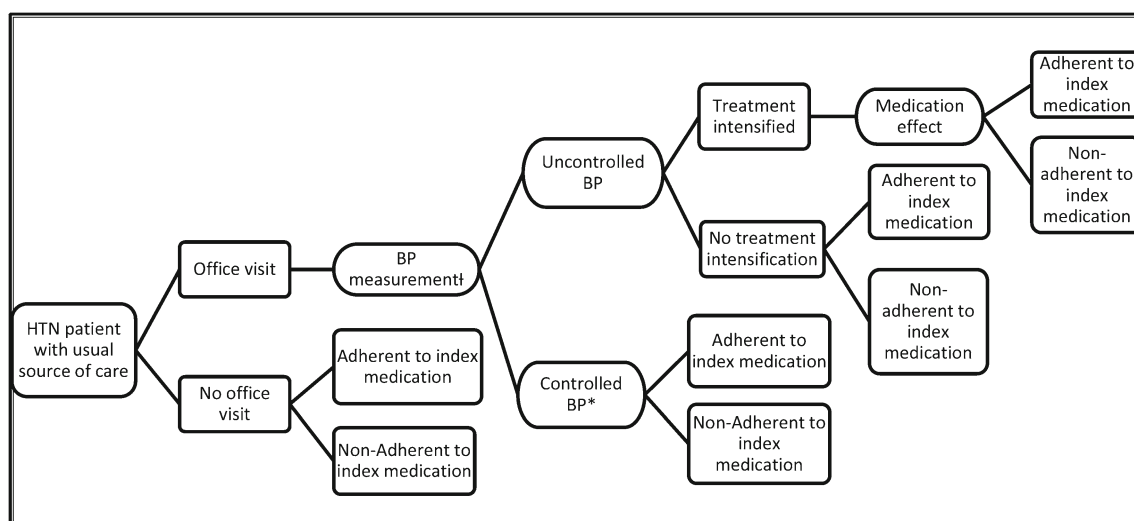 HTN patient
with usual
source of care
Office visit
No office
visit
BP
measurementƗ
Adherent to index
medication
Non-Adherent to
index medication
Uncontrolled
BP
Controlled
BP*
Treatment
intensified
No treatment
intensification
Adherent to
index medication
Non-Adherent to
index
medication
Medication
effect
Adherent to
index
medication
Non-
adherent to
index
medication
Adherent to
index
medication
Non-
adherent to
index
medication